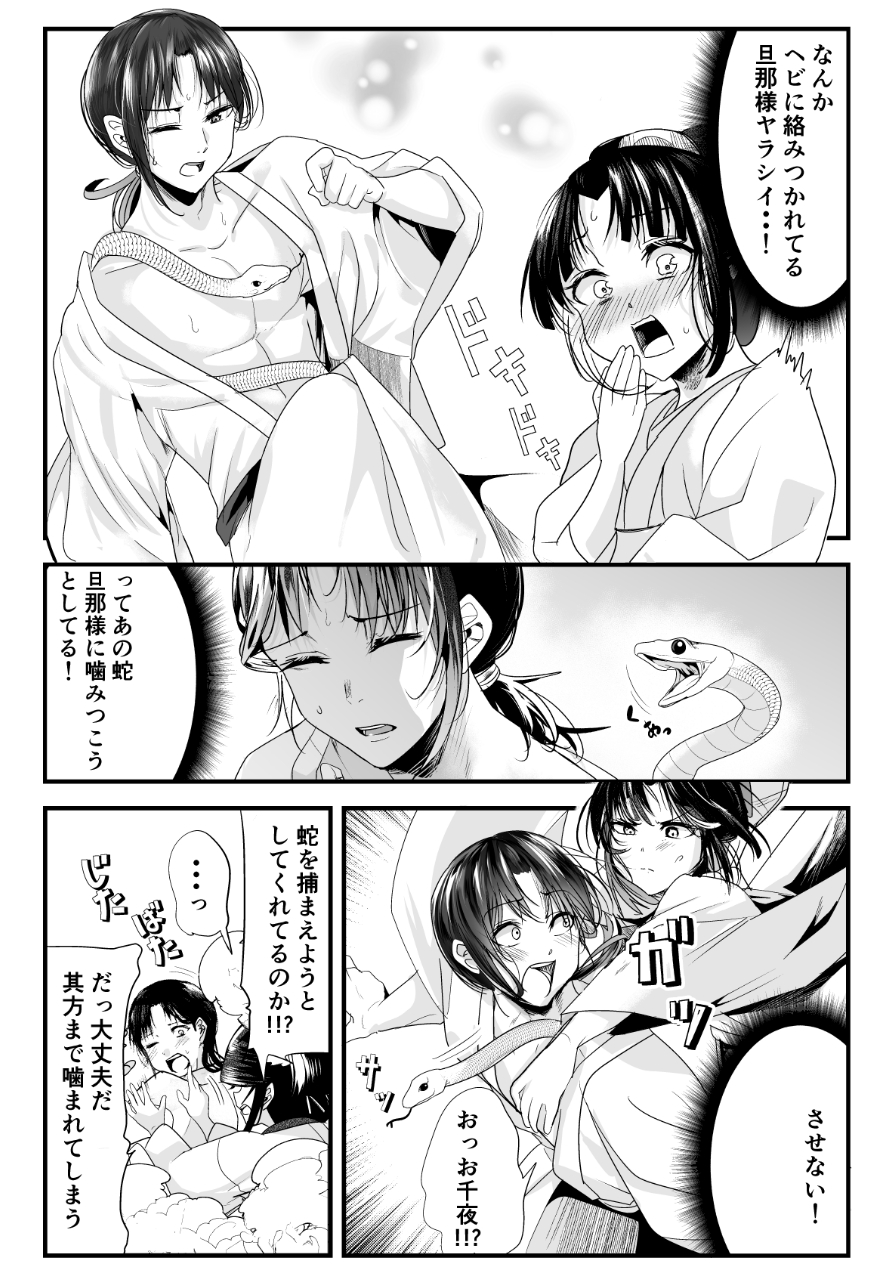 なんか
ヘビに絡みつかれてる
旦那様ヤラシイ・・！
ドキドキ
ってあの蛇
旦那様に噛みつこう
としてる！
くぁっ
させない！
ガッ
サッ
おっお千夜!!?
蛇を捕まえようと
してくれてるのか!!?
・・・っ
じたばた
だっ大丈夫だ
其方まで噛まれてしまう